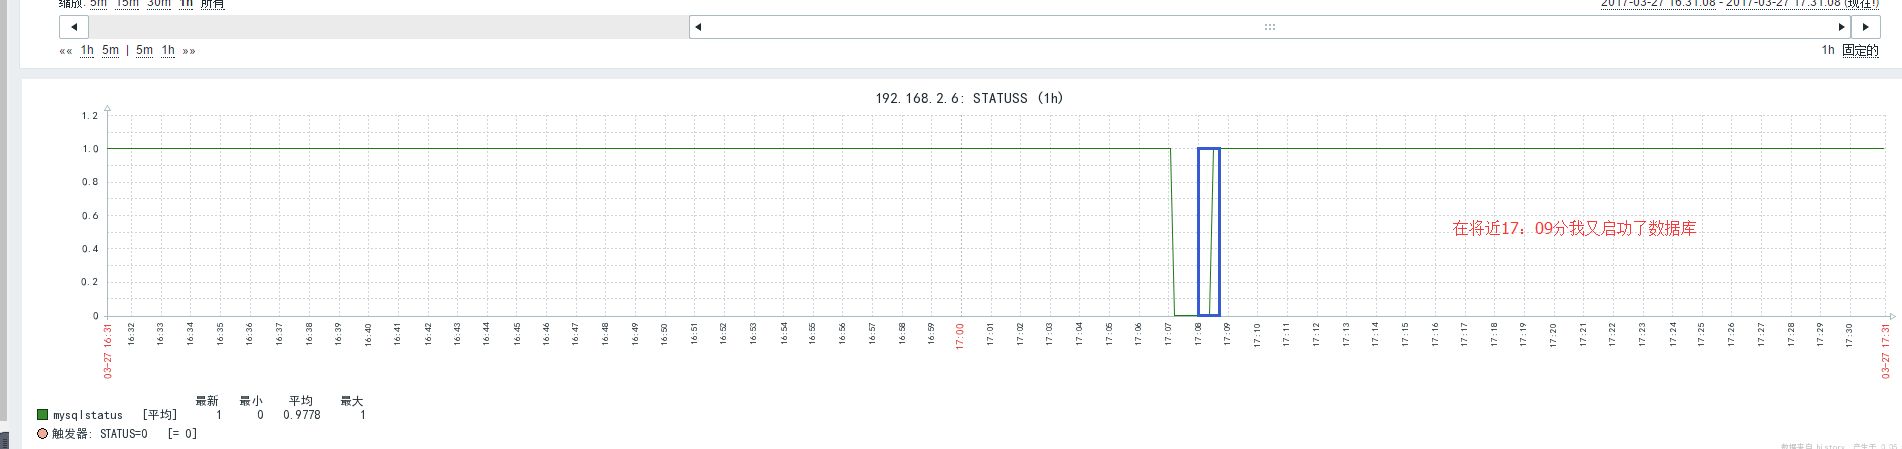 缩放: 5m 15m 30m 1h 所有
2017-03-27 16:31:08 - 2017-03-27 17:31:08 (现在!)
«« 1h 5m | 5m 1h »»
1h 固定的
192.168.2.6: STATUSS (1h)
1.2
1.0
0.8
0.6
0.4
0.2
0
在将近17：09分我又启功了数据库
03-27 16:31 16:32 16:33 16:34 16:35 16:36 16:37 16:38 16:39 16:40 16:41 16:42 16:43 16:44 16:45 16:46 16:47 16:48 16:49 16:50 16:51 16:52 16:53 16:54 16:55 16:56 16:57 16:58 16:59 17:00 17:01 17:02 17:03 17:04 17:05 17:06 17:07 17:08 17:09 17:10 17:11 17:12 17:13 17:14 17:15 17:16 17:17 17:18 17:19 17:20 17:21 17:22 17:23 17:24 17:25 17:26 17:27 17:28 17:29 17:30 03-27 17:31
最新 最小 平均 最大
mysqlstatus [平均] 1 0 0.9778 1
触发器: STATUS=0 [= 0]